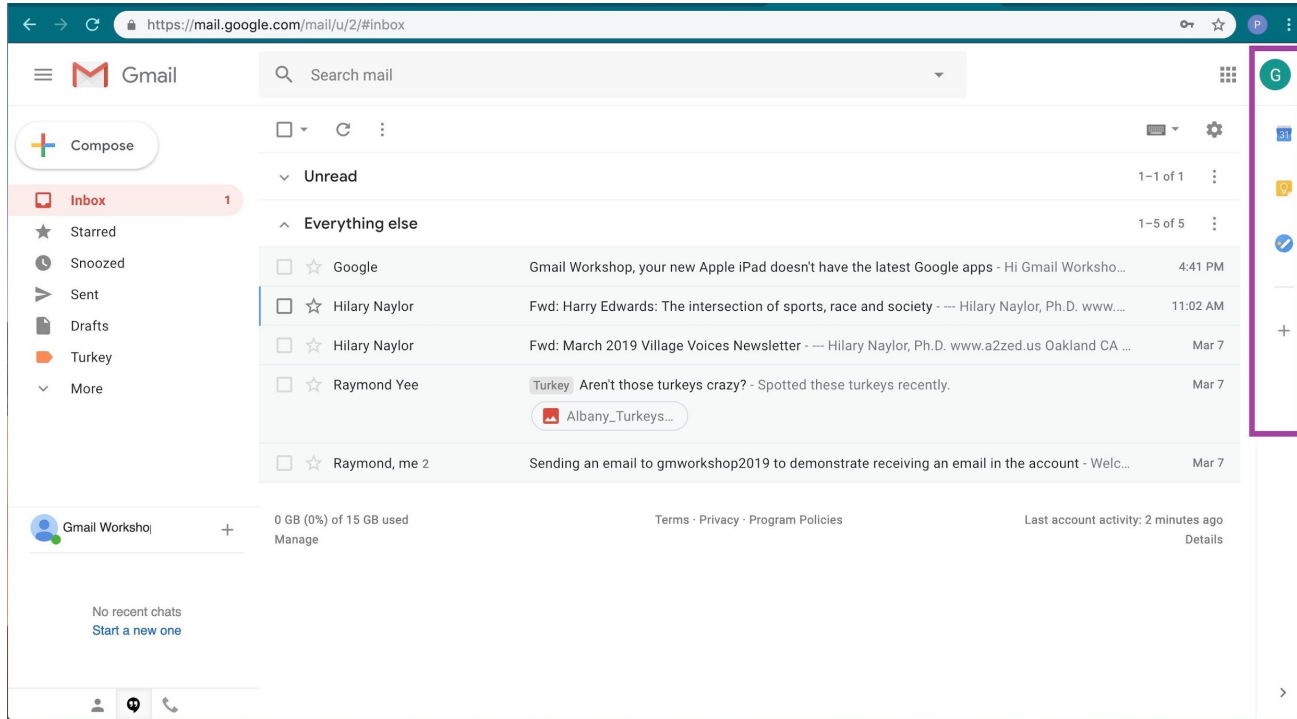 https://mail.google.com/mail/u/2/#inbox
P
Gmail
Search mail
G
Compose
31
Unread
1–1 of 1
Inbox 1
Everything else
1–5 of 5
Starred
Snoozed
Google Gmail Workshop, your new Apple iPad doesn't have the latest Google apps - Hi Gmail Worksho... 4:41 PM
Sent
Hilary Naylor Fwd: Harry Edwards: The intersection of sports, race and society - --- Hilary Naylor, Ph.D. www.... 11:02 AM
Drafts
Hilary Naylor Fwd: March 2019 Village Voices Newsletter - --- Hilary Naylor, Ph.D. www.a2zed.us Oakland CA ... Mar 7
Turkey
More
Raymond Yee Turkey Aren't those turkeys crazy? - Spotted these turkeys recently. Mar 7
Albany_Turkeys...
Raymond, me 2 Sending an email to gmworkshop2019 to demonstrate receiving an email in the account - Welc... Mar 7
Gmail Workshop
0 GB (0%) of 15 GB used
Manage
Terms · Privacy · Program Policies
Last account activity: 2 minutes ago
Details
No recent chats
Start a new one